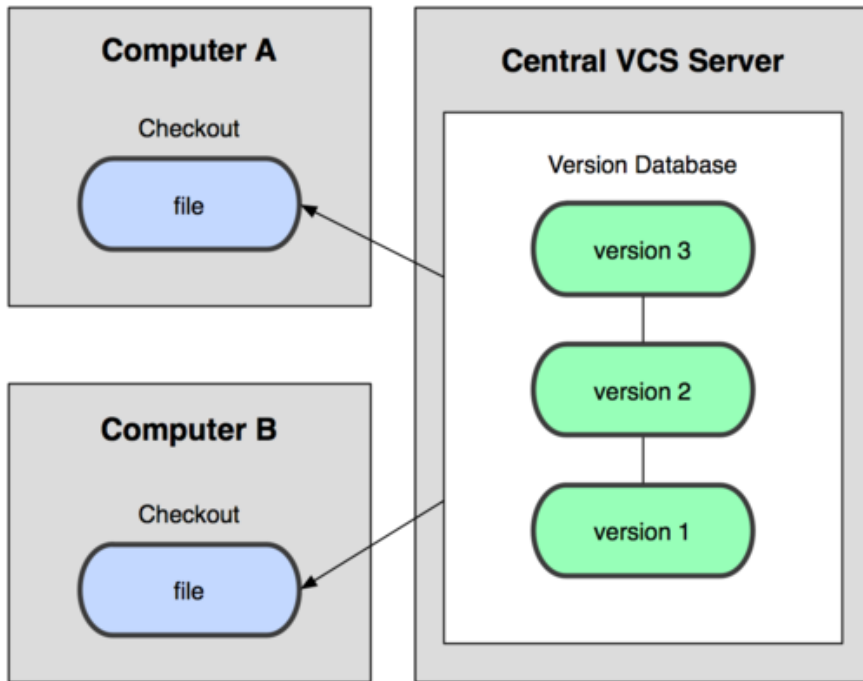 Computer A
Checkout
file
Computer B
Checkout
file
Central VCS Server
Version Database
version 3
version 2
version 1